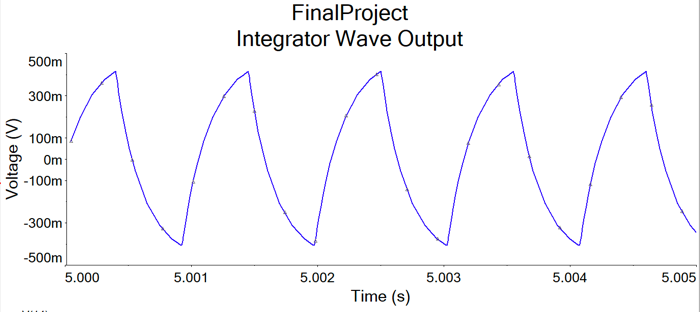 FinalProject
Integrator Wave Output
500m
300m
100m
0m
-100m
-300m
-500m
Voltage (V)
5.000 5.001 5.002 5.003 5.004 5.005
Time (s)